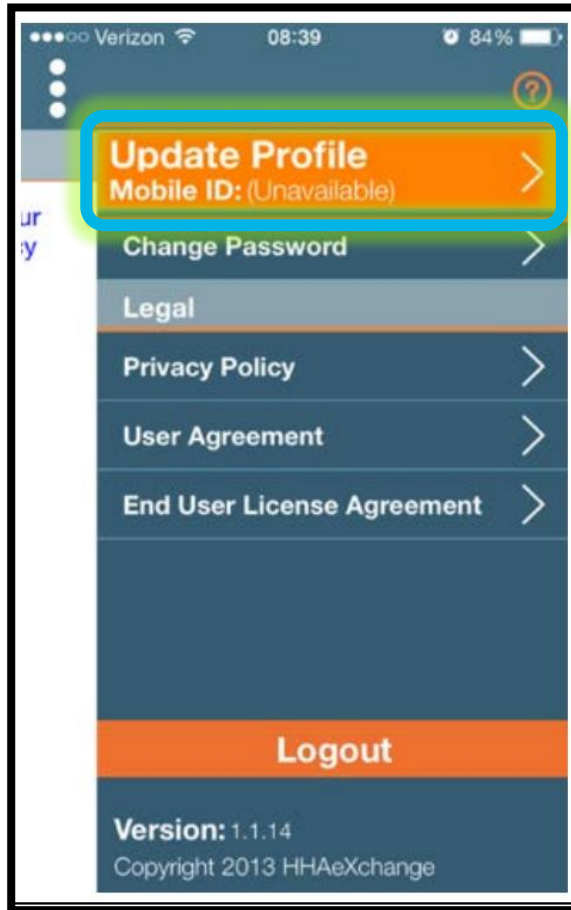 Verizon 08:39 84%
?
Update Profile
Mobile ID: (Unavailable)
ur
y
Change Password
Legal
Privacy Policy
User Agreement
End User License Agreement
Logout
Version: 1.1.14
Copyright 2013 HHAeXchange